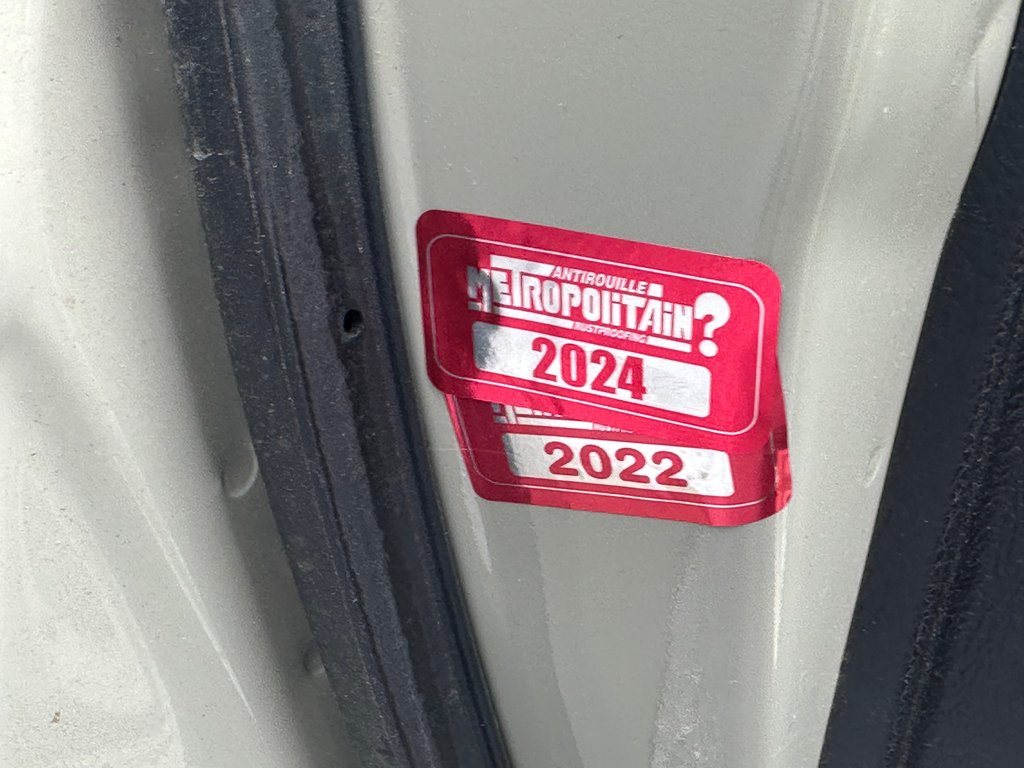 ANTIROUILLE
METROPOLiTAiN?
RUSTPROOFING
2024
2022